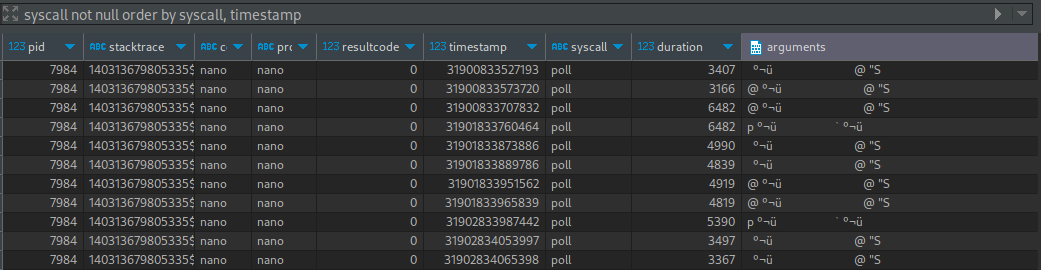 syscall not null order by syscall, timestamp
123 pid ABC stacktrace ABC c ABC pro 123 resultcode 123 timestamp ABC syscall 123 duration arguments
7984 140313679805335$ nano nano 0 31900833527193 poll 3407 º¬ü @ "S
7984 140313679805335$ nano nano 0 31900833573720 poll 3166 @ º¬ü @ "S
7984 140313679805335$ nano nano 0 31900833707832 poll 6482 @ º¬ü @ "S
7984 140313679805335$ nano nano 0 31901833760464 poll 6482 p º¬ü ` º¬ü
7984 140313679805335$ nano nano 0 31901833873886 poll 4990 º¬ü @ "S
7984 140313679805335$ nano nano 0 31901833889786 poll 4839 º¬ü @ "S
7984 140313679805335$ nano nano 0 31901833951562 poll 4919 @ º¬ü @ "S
7984 140313679805335$ nano nano 0 31901833965839 poll 4819 @ º¬ü @ "S
7984 140313679805335$ nano nano 0 31902833987442 poll 5390 p º¬ü ` º¬ü
7984 140313679805335$ nano nano 0 31902834053997 poll 3497 º¬ü @ "S
7984 140313679805335$ nano nano 0 31902834065398 poll 3367 º¬ü @ "S